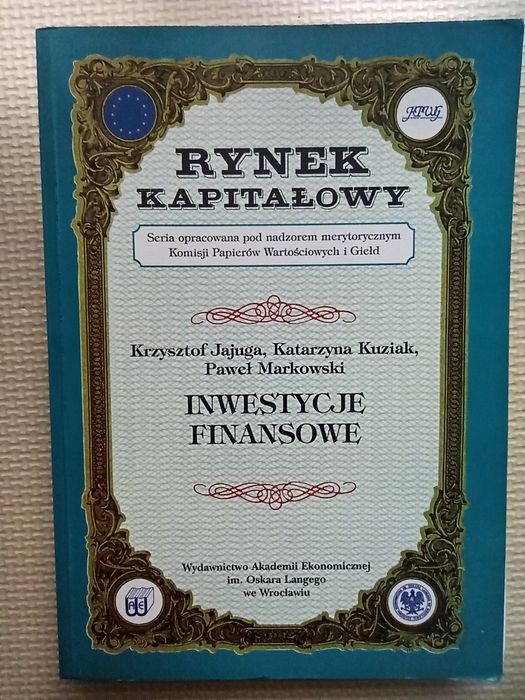 RYNEK
KAPITAŁOWY
Seria opracowana pod nadzorem merytorycznym
Komisji Papierów Wartościowych i Giełd
Krzysztof Jajuga, Katarzyna Kuziak,
Paweł Markowski
INWESTYCJE
FINANSOWE
Wydawnictwo Akademii Ekonomicznej
im. Oskara Langego
we Wrocławiu